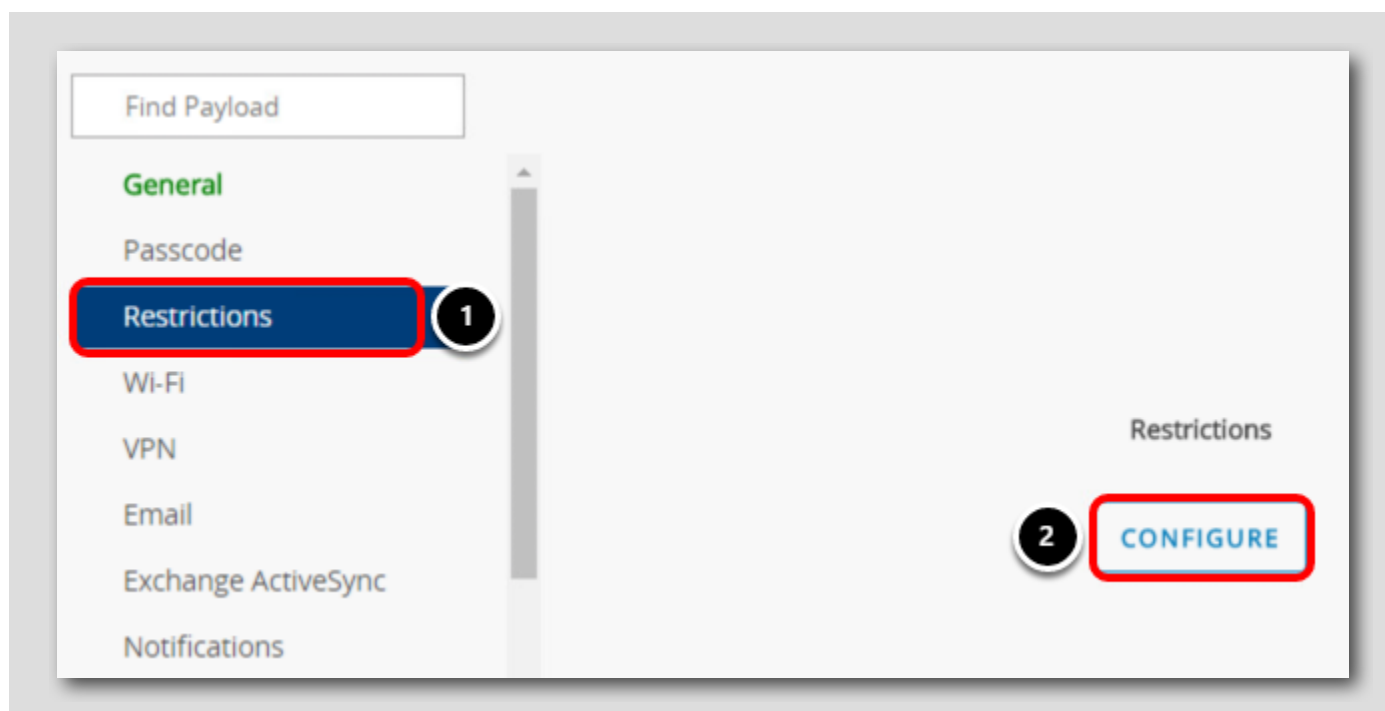 Find Payload
General
Passcode
Restrictions
1
Wi-Fi
VPN
Email
Exchange ActiveSync
Notifications
Restrictions
2
CONFIGURE